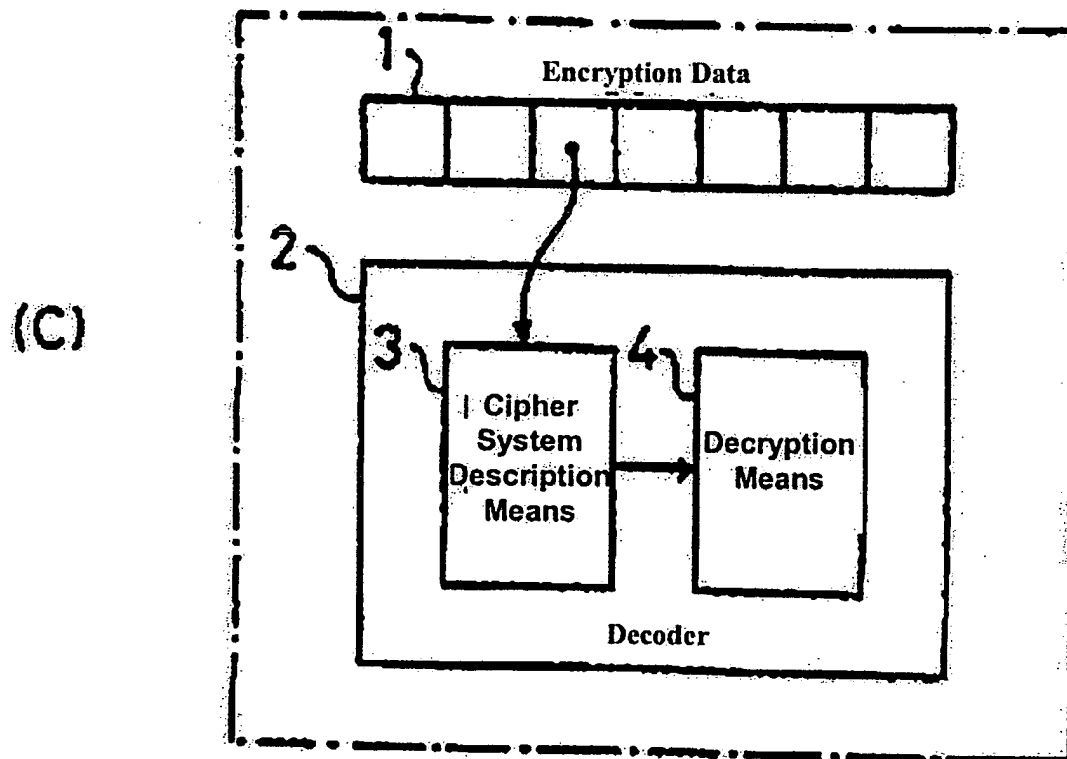 1
Encryption Data
2
(C)
3
4
Cipher
System
Description
Means
Decryption
Means
Decoder